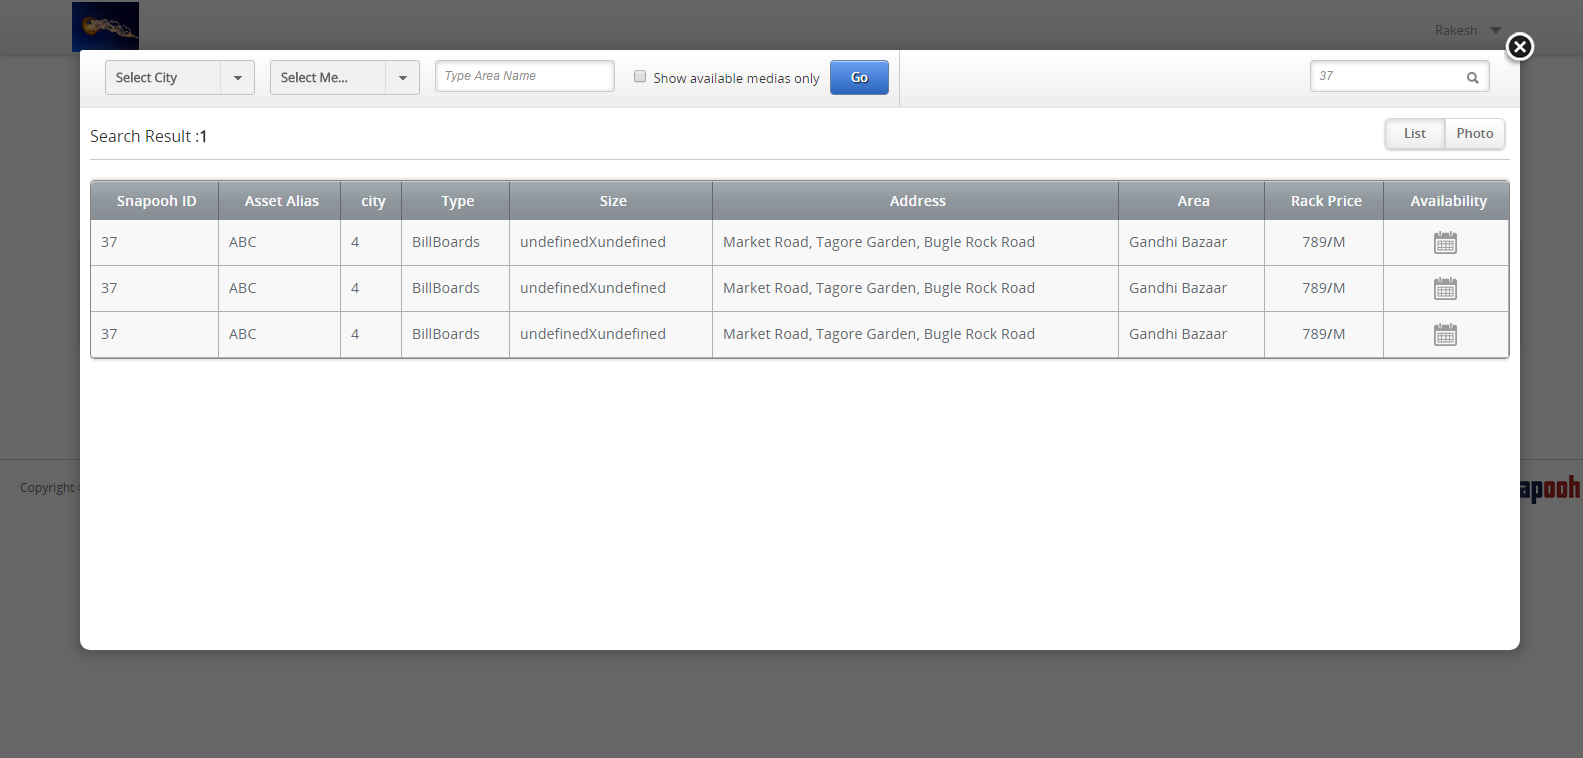 Rakesh
Select City Select Me... Type Area Name Show available medias only Go 37
Search Result :1
List Photo
Snapooh ID Asset Alias city Type Size Address Area Rack Price Availability
37 ABC 4 BillBoards undefinedXundefined Market Road, Tagore Garden, Bugle Rock Road Gandhi Bazaar 789/M
37 ABC 4 BillBoards undefinedXundefined Market Road, Tagore Garden, Bugle Rock Road Gandhi Bazaar 789/M
37 ABC 4 BillBoards undefinedXundefined Market Road, Tagore Garden, Bugle Rock Road Gandhi Bazaar 789/M
Copyright
apooh